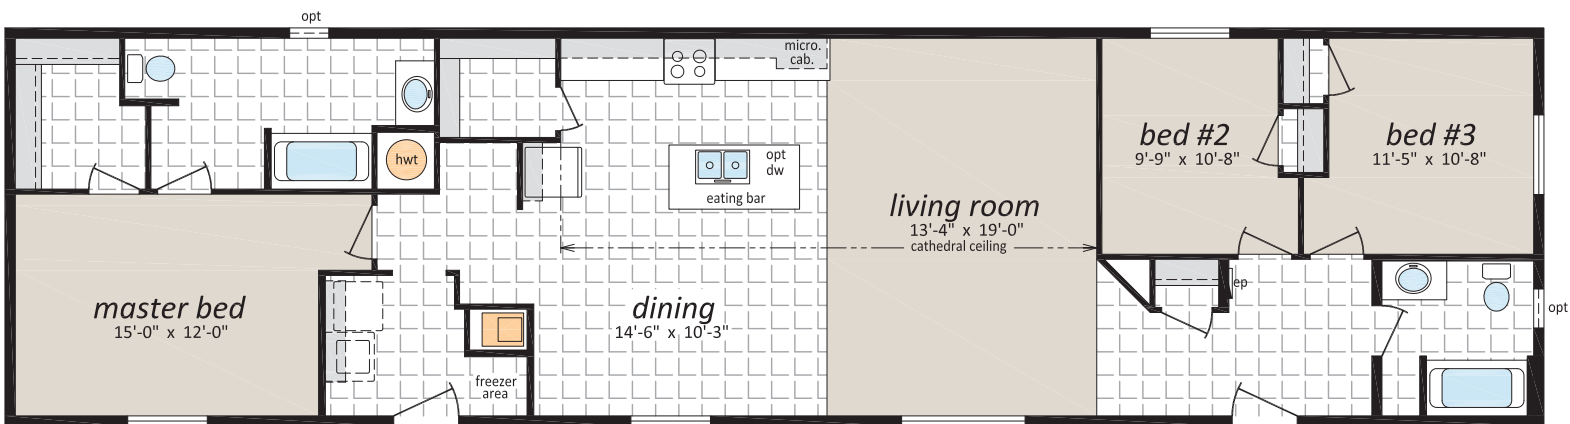 opt
micro.
cab.
hwt
opt
dw
eating bar
bed #2
9'-9" x 10'-8"
bed #3
11'-5" x 10'-8"
living room
13'-4" x 19'-0"
cathedral ceiling
ep
master bed
15'-0" x 12'-0"
dining
14'-6" x 10'-3"
opt
freezer
area